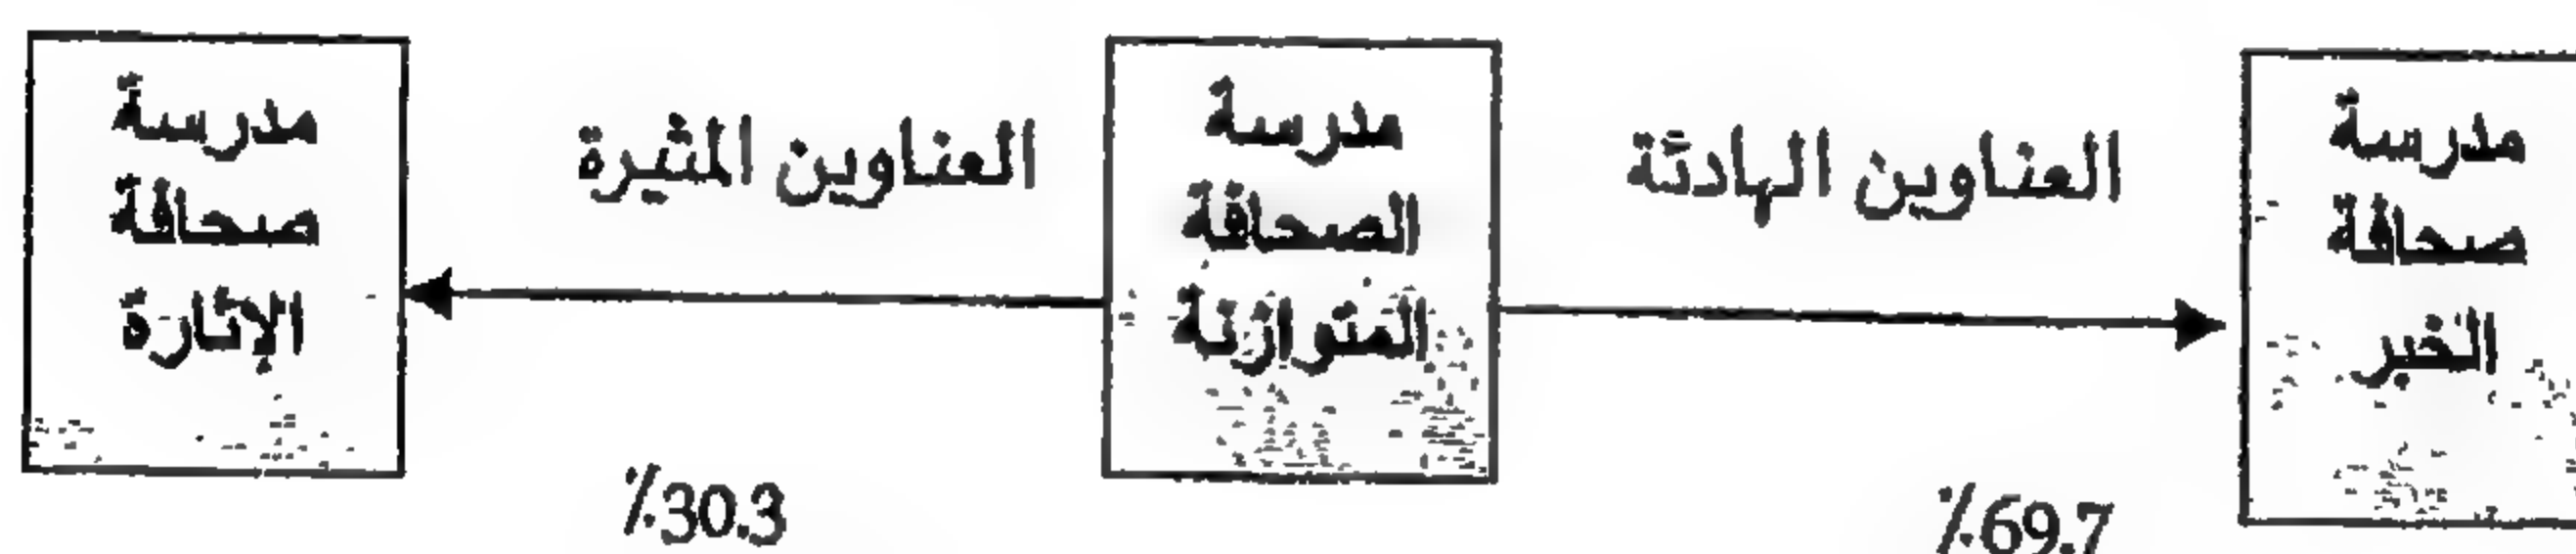 مدرسة
صحافة
الخبر
العناوين الهادئة
%69.7
مدرسة
الصحافة
المتوازنة
العناوين المثيرة
%30.3
مدرسة
صحافة
الإثارة